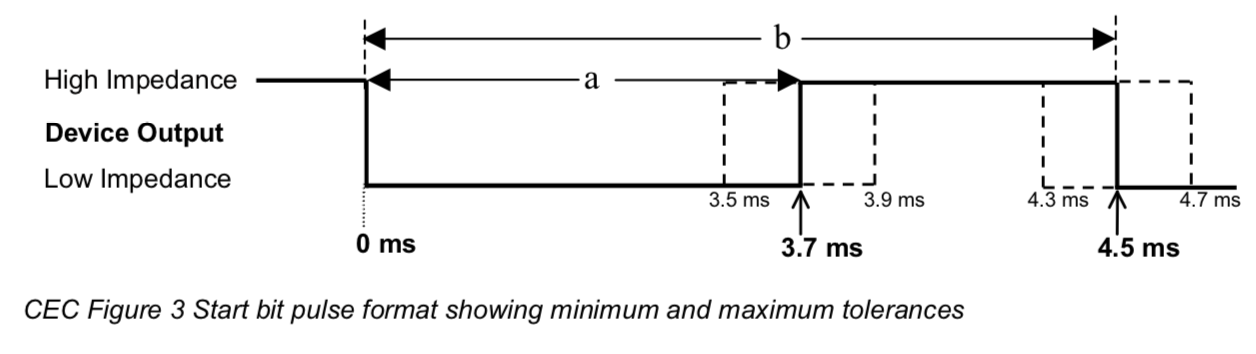 b
High Impedance
a
Device Output
Low Impedance
3.5 ms 3.9 ms 4.3 ms 4.7 ms
0 ms 3.7 ms 4.5 ms
CEC Figure 3 Start bit pulse format showing minimum and maximum tolerances